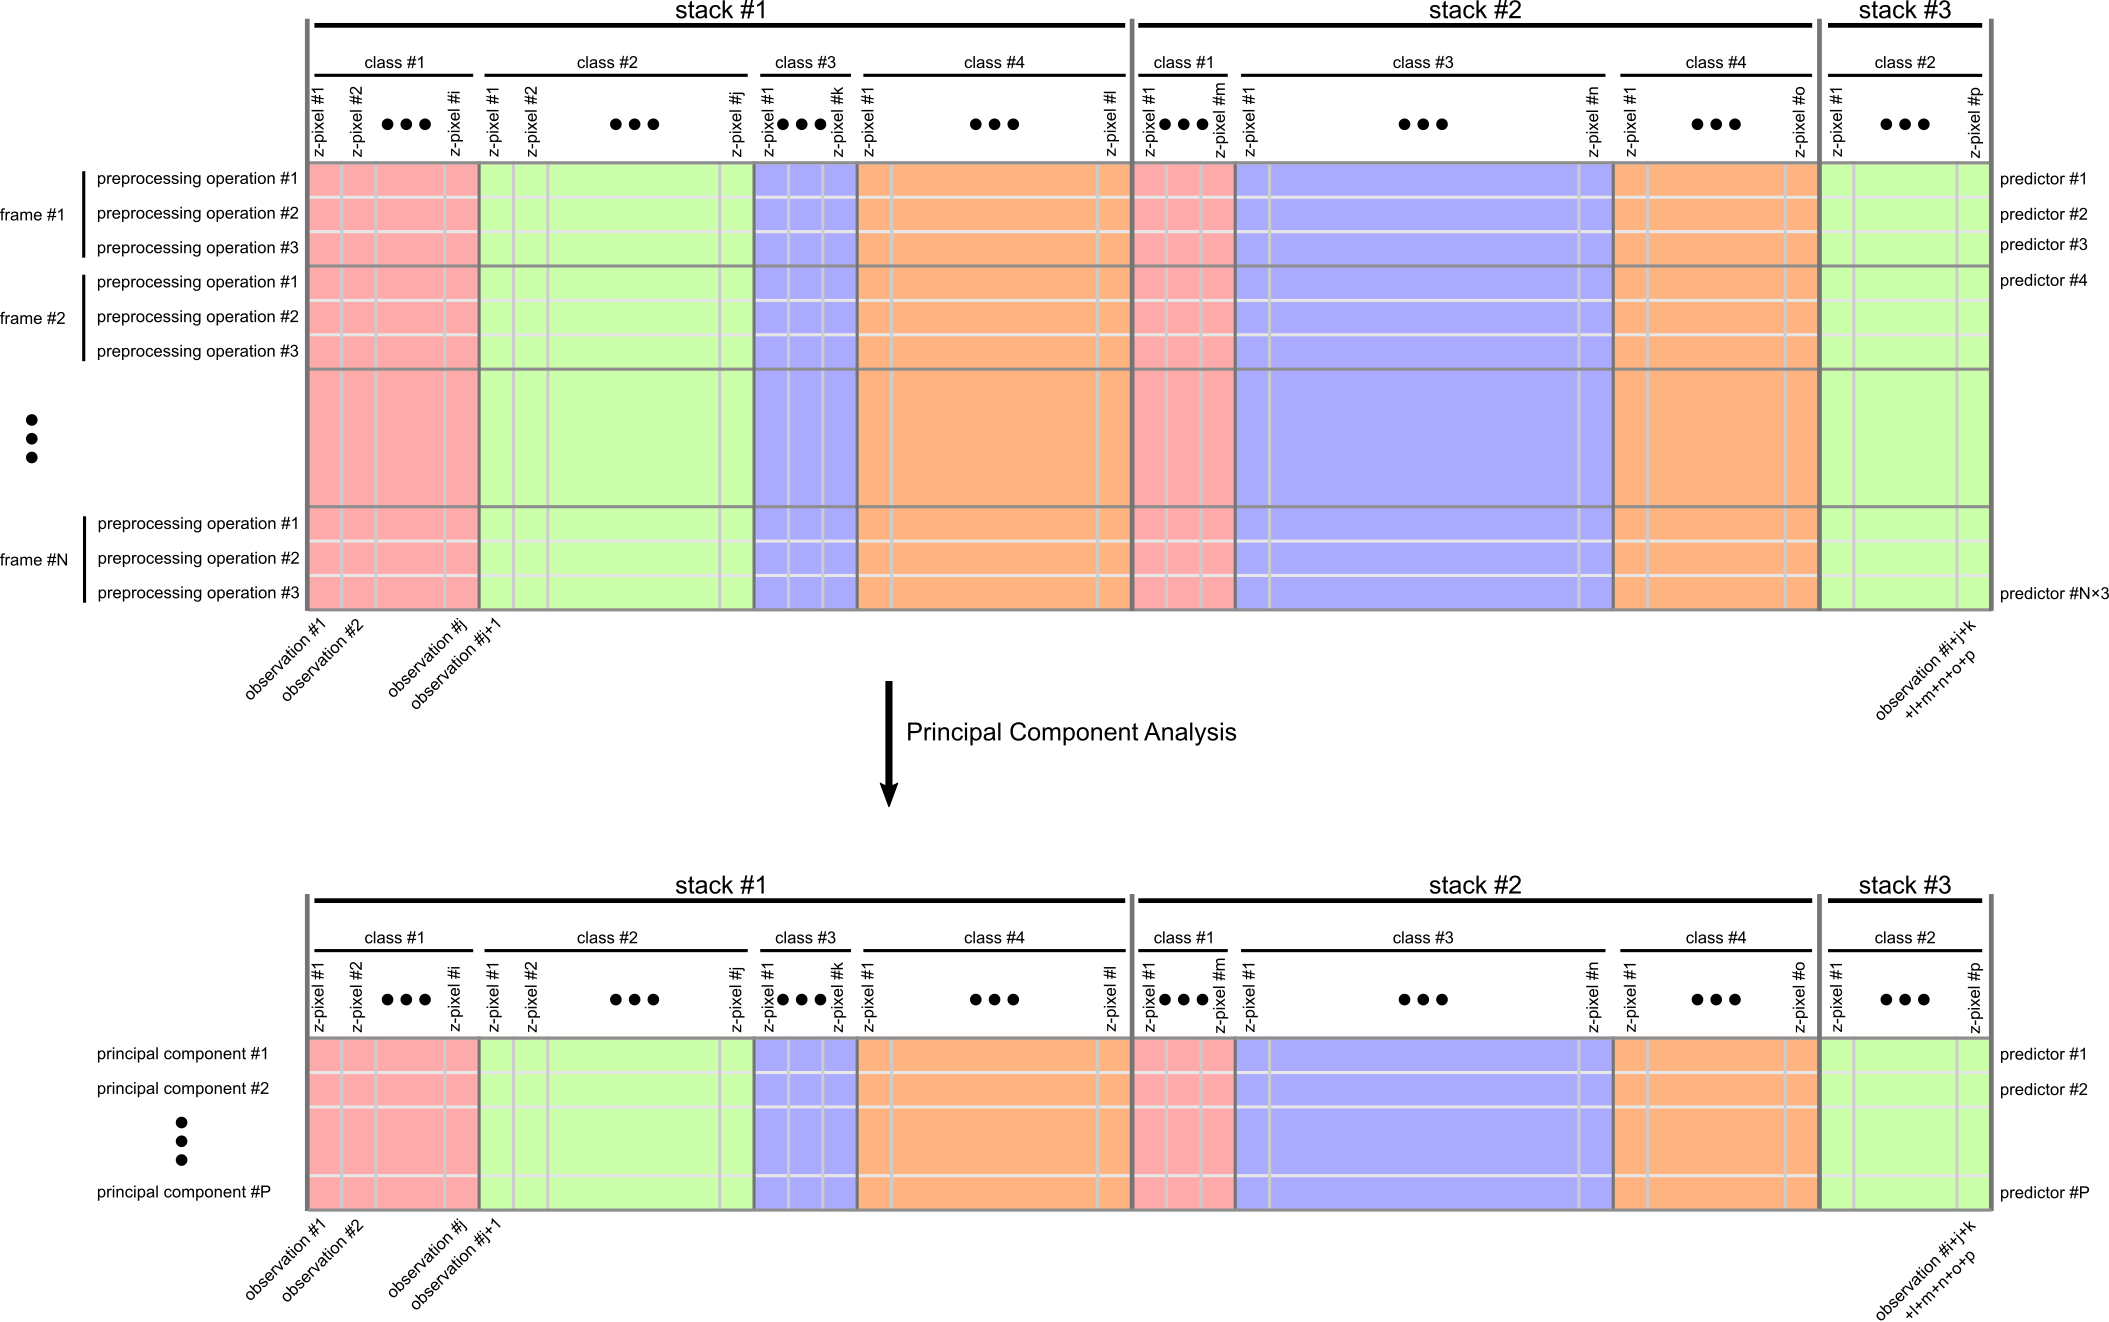 stack #1 stack #2 stack #3
class #1 class #2 class #3 class #4 class #1 class #3 class #4 class #2
z-pixel #1 z-pixel #2 z-pixel #i z-pixel #1 z-pixel #2 z-pixel #j z-pixel #1 z-pixel #k z-pixel #1 z-pixel #l z-pixel #1 z-pixel #m z-pixel #1 z-pixel #n z-pixel #1 z-pixel #o z-pixel #1 z-pixel #p
preprocessing operation #1 predictor #1
frame #1 preprocessing operation #2 predictor #2
preprocessing operation #3 predictor #3
preprocessing operation #1 predictor #4
frame #2 preprocessing operation #2
preprocessing operation #3
preprocessing operation #1
frame #N preprocessing operation #2
preprocessing operation #3 predictor #N×3
observation #1 observation #2 observation #j observation #j+1 observation #i+j+k
+l+m+n+o+p
Principal Component Analysis
stack #1 stack #2 stack #3
class #1 class #2 class #3 class #4 class #1 class #3 class #4 class #2
z-pixel #1 z-pixel #2 z-pixel #i z-pixel #1 z-pixel #2 z-pixel #j z-pixel #1 z-pixel #k z-pixel #1 z-pixel #l z-pixel #1 z-pixel #m z-pixel #1 z-pixel #n z-pixel #1 z-pixel #o z-pixel #1 z-pixel #p
principal component #1 predictor #1
principal component #2 predictor #2
principal component #P predictor #P
observation #1 observation #2 observation #j observation #j+1 observation #i+j+k
+l+m+n+o+p